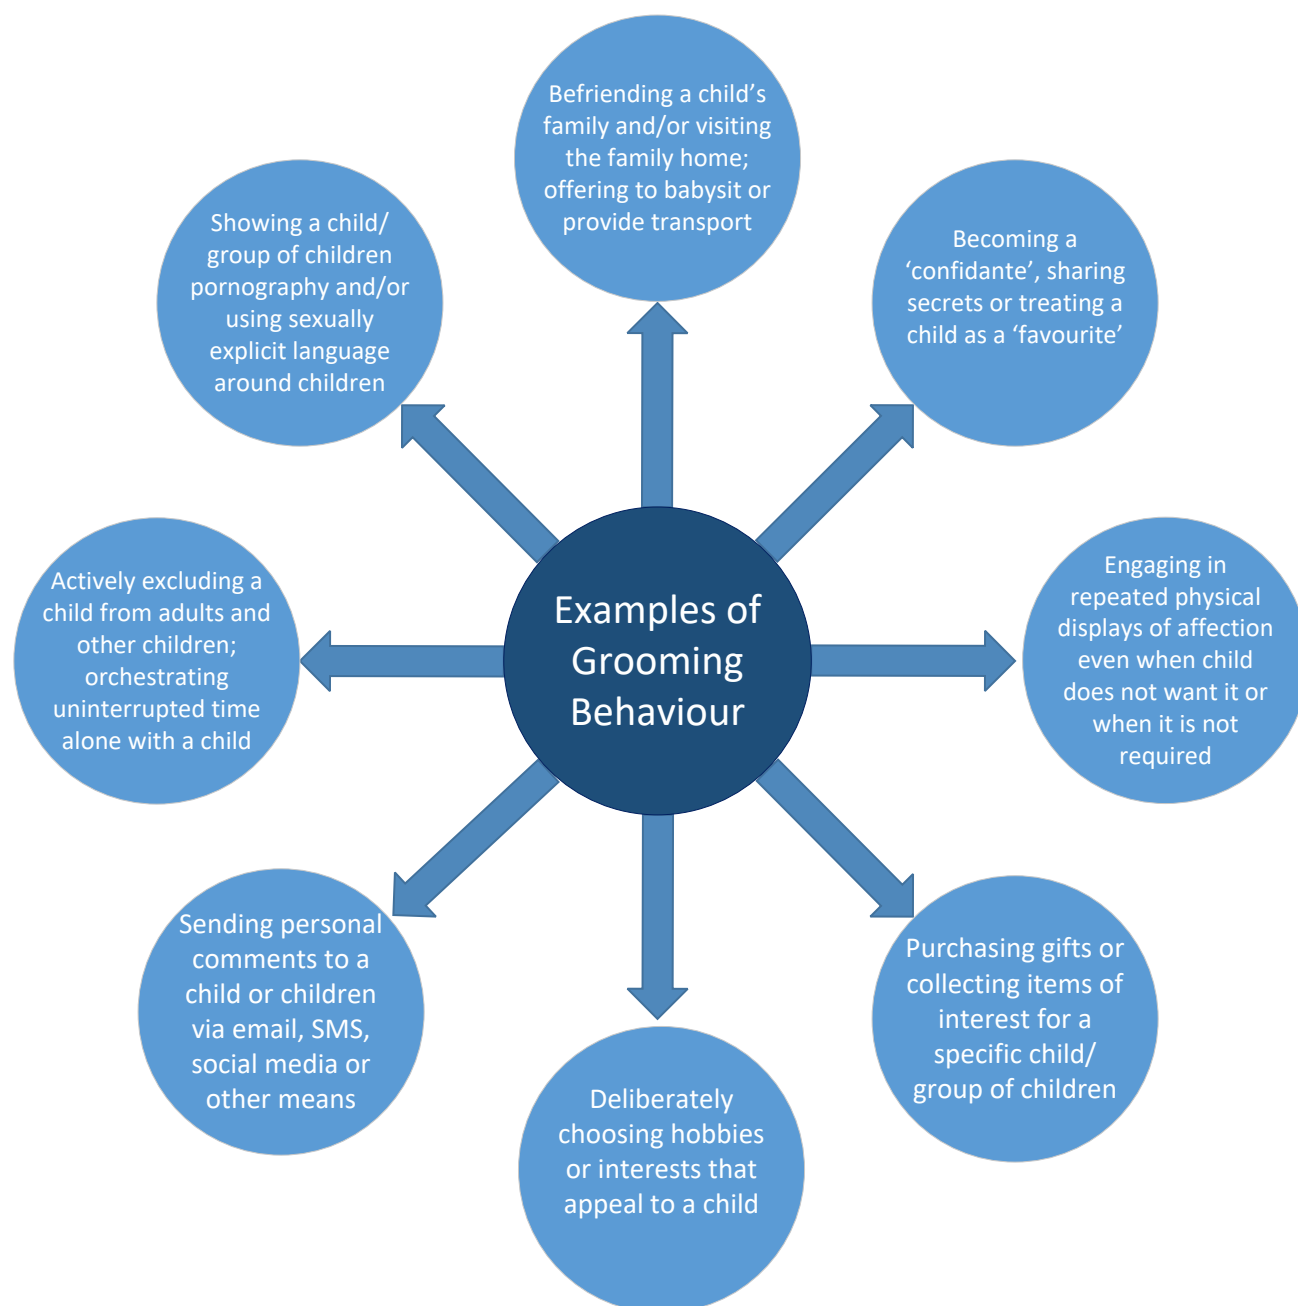 Befriending a child’s
family and/or visiting
the family home;
offering to babysit or
provide transport
Showing a child/
group of children
pornography and/or
using sexually
explicit language
around children
Becoming a
‘confidante’, sharing
secrets or treating a
child as a ‘favourite’
Actively excluding a
child from adults and
other children;
orchestrating
uninterrupted time
alone with a child
Examples of
Grooming
Behaviour
Engaging in
repeated physical
displays of affection
even when child
does not want it or
when it is not
required
Sending personal
comments to a
child or children
via email, SMS,
social media or
other means
Purchasing gifts or
collecting items of
interest for a
specific child/
group of children
Deliberately
choosing hobbies
or interests that
appeal to a child